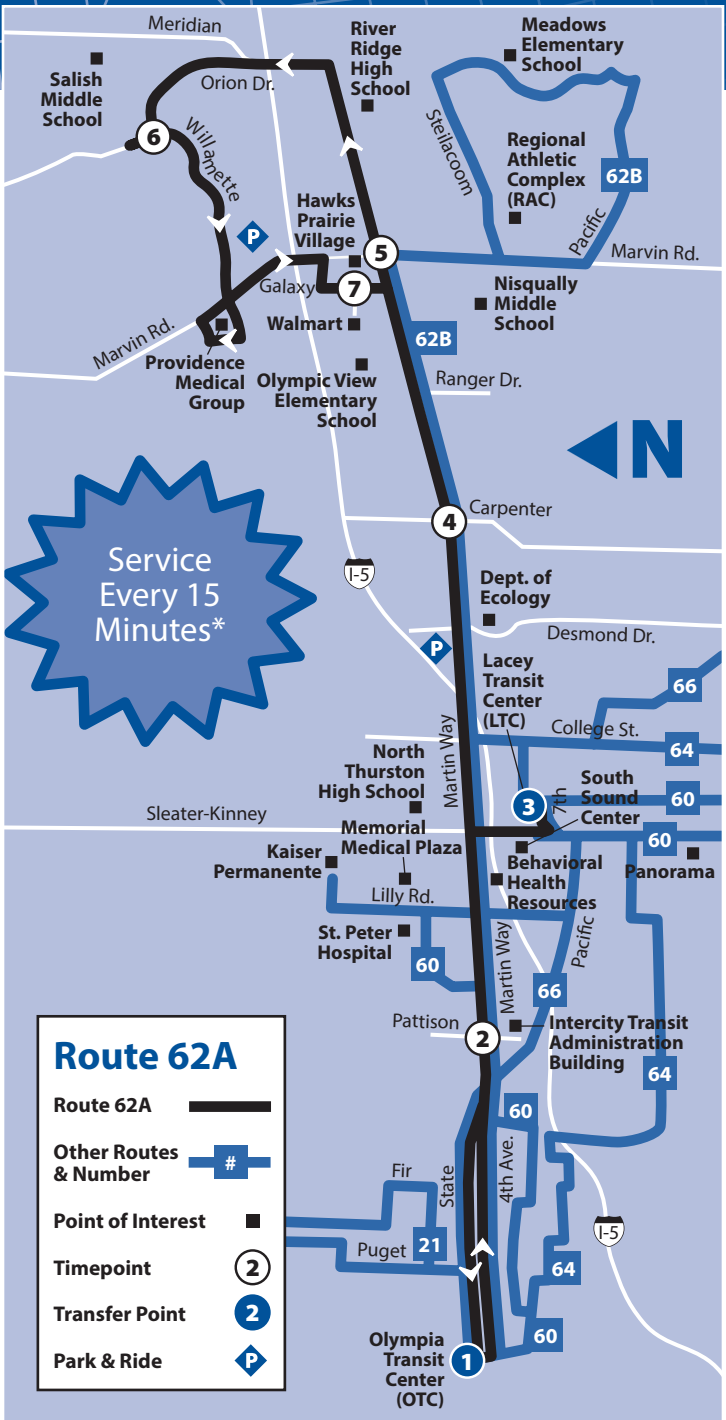 Meridian
Salish
Middle
School
Orion Dr.
River
Ridge
High
School
Meadows
Elementary
School
Steilacoom
Regional
Athletic
Complex
(RAC)
62B
Pacific
Marvin Rd.
6
Willamette
P
Hawks
Prairie
Village
5
Galaxy
7
Nisqually
Middle
School
Marvin Rd.
Walmart
62B
Providence
Medical
Group
Olympic View
Elementary
School
Ranger Dr.
N
4
Carpenter
Service
Every 15
Minutes*
I-5
Dept. of
Ecology
Desmond Dr.
P
Lacey
Transit
Center
(LTC)
66
College St.
64
Martin Way
North
Thurston
High School
3
7th
South
Sound
Center
60
Sleater-Kinney
Memorial
Medical Plaza
60
Kaiser
Permanente
Behavioral
Health
Resources
Panorama
Lilly Rd.
St. Peter
Hospital
60
Martin Way
Pacific
66
Pattison
2
Intercity Transit
Administration
Building
64
60
State
4th Ave.
Fir
21
Puget
I-5
64
60
Olympia
Transit
Center
(OTC)
1
Route 62A
Route 62A
Other Routes
& Number
#
Point of Interest
Timepoint
2
Transfer Point
2
Park & Ride
P